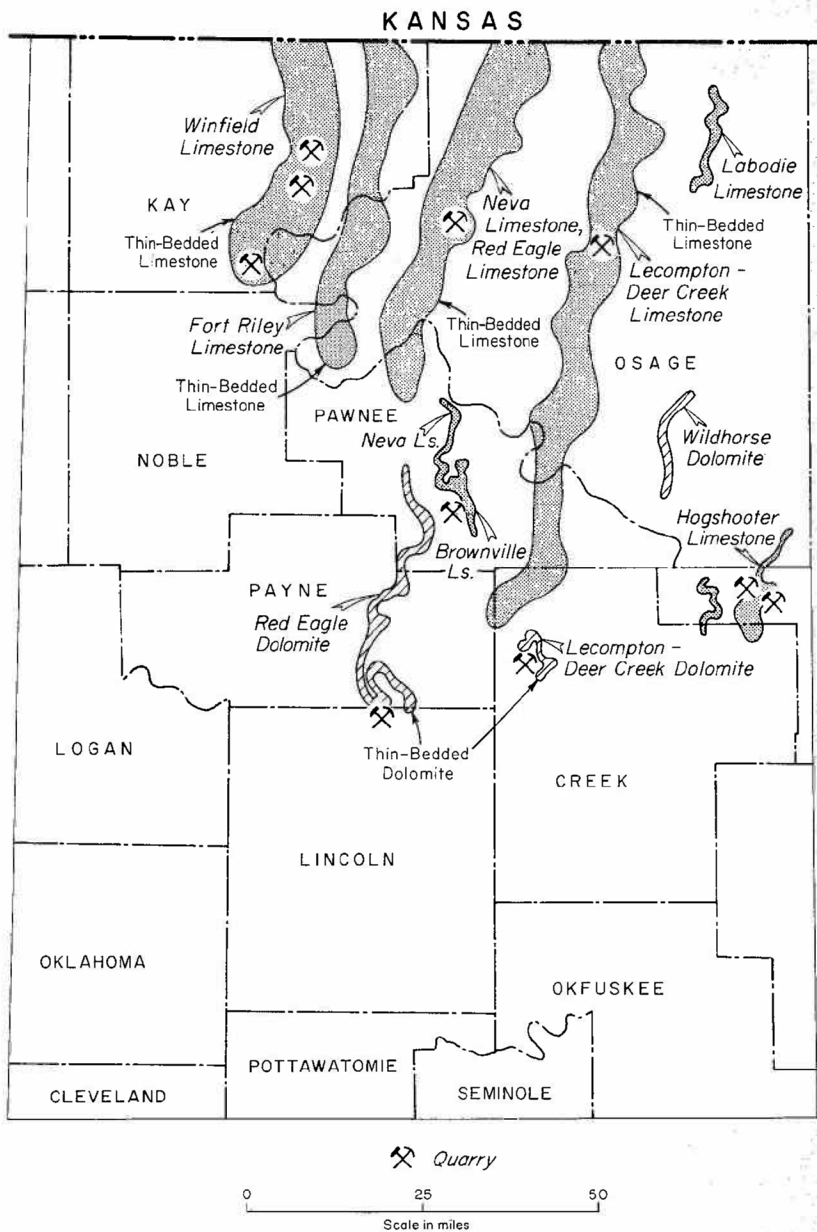 KANSAS
Winfield
Limestone
Labodie
Limestone
KAY
Neva
Limestone,
Red Eagle
Limestone
Thin-Bedded
Limestone
Thin-Bedded
Limestone
Lecompton -
Deer Creek
Limestone
Fort Riley
Limestone
Thin-Bedded
Limestone
OSAGE
Thin-Bedded
Limestone
PAWNEE
Neva Ls.
Wildhorse
Dolomite
NOBLE
Hogshooter
Limestone
Brownville
Ls.
PAYNE
Red Eagle
Dolomite
Lecompton -
Deer Creek Dolomite
LOGAN
Thin-Bedded
Dolomite
CREEK
LINCOLN
OKLAHOMA
OKFUSKEE
POTTAWATOMIE
CLEVELAND
SEMINOLE
Quarry
0 25 50
Scale in miles